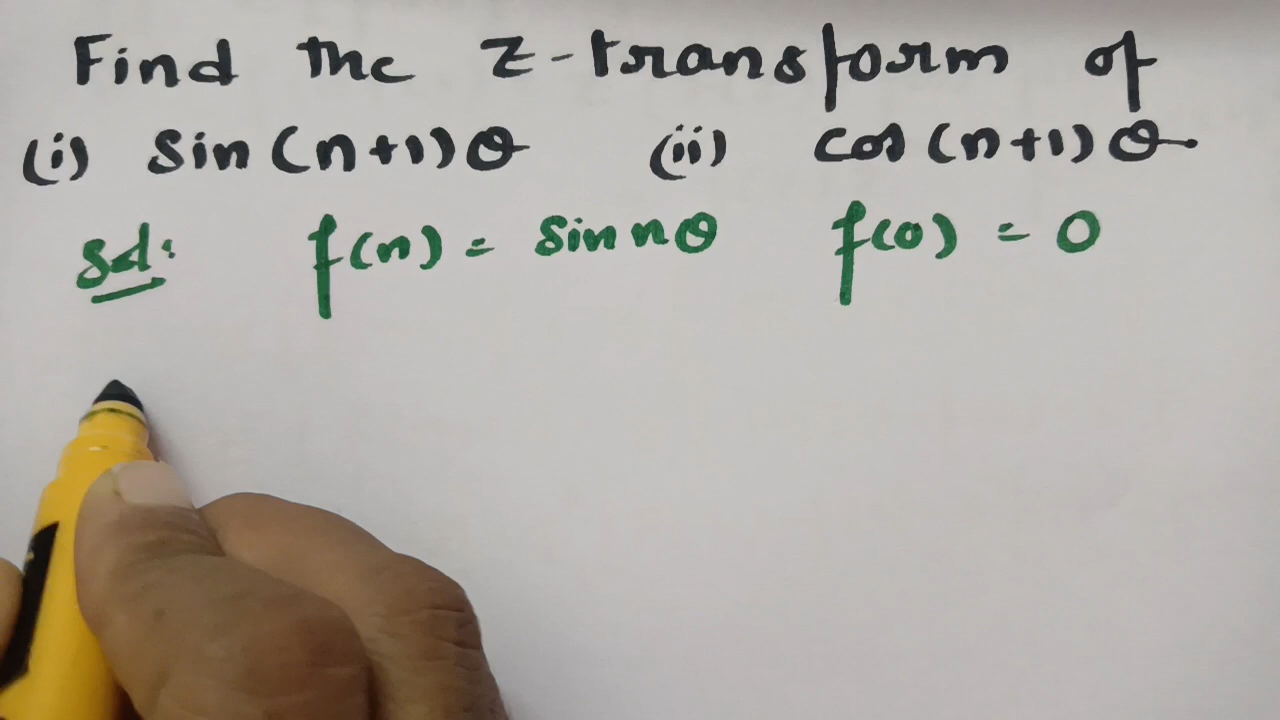 Find the Z-transform of
(i) Sin(n+1)θ (ii) cos(n+1)θ.
Sol: f(n) = Sin nθ f(0) = 0